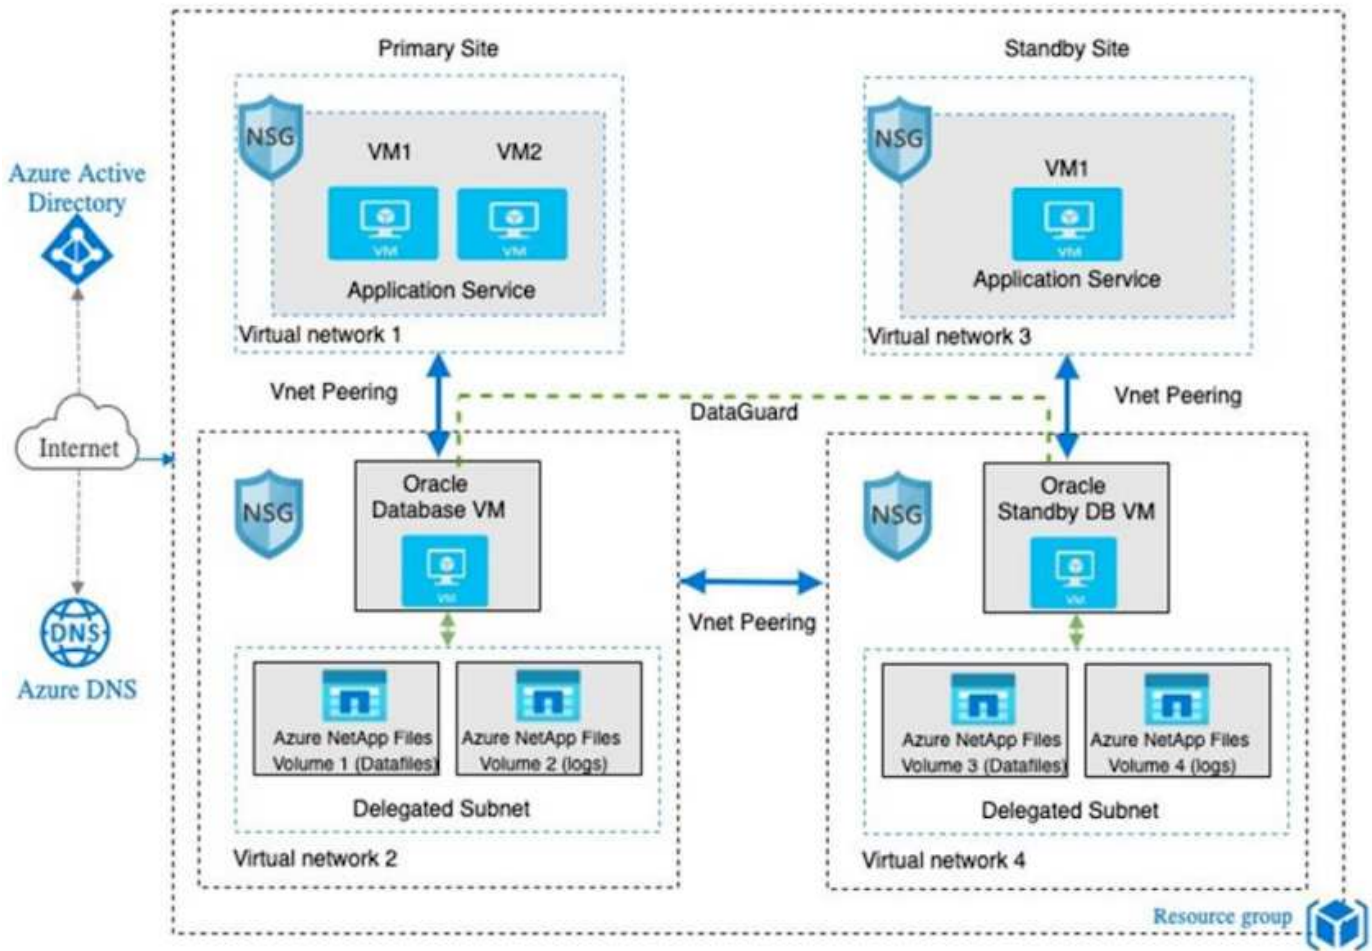 Primary Site
Standby Site
NSG
VM1
VM2
VM
VM
Application Service
Virtual network 1
NSG
VM1
VM
Application Service
Virtual network 3
Azure Active
Directory
Internet
DNS
Azure DNS
Vnet Peering
DataGuard
Vnet Peering
NSG
Oracle
Database VM
VM
Azure NetApp Files
Volume 1 (Datafiles)
Azure NetApp Files
Volume 2 (logs)
Delegated Subnet
Virtual network 2
Vnet Peering
NSG
Oracle
Standby DB VM
VM
Azure NetApp Files
Volume 3 (Datafiles)
Azure NetApp Files
Volume 4 (logs)
Delegated Subnet
Virtual network 4
Resource group